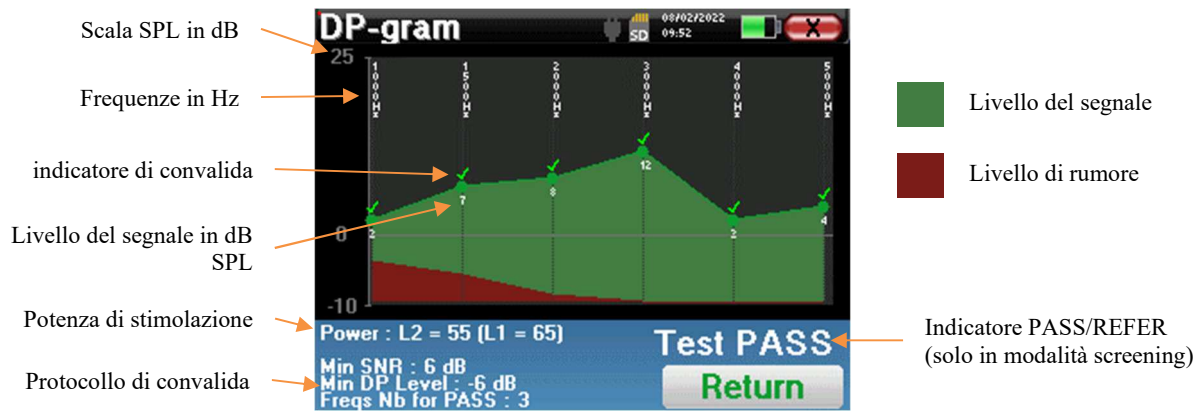 Scala SPL in dB
Frequenze in Hz
indicatore di convalida
Livello del segnale in dB
SPL
Potenza di stimolazione
Protocollo di convalida
DP-gram
SD
08/02/2022
09:52
X
25
1000Hz
1500Hz
2000Hz
3000Hz
4000Hz
5000Hz
2
7
8
12
2
4
0
-10
Power : L2 = 55 (L1 = 65)
Min SNR : 6 dB
Min DP Level : -6 dB
Freqs Nb for PASS : 3
Test PASS
Return
Livello del segnale
Livello di rumore
Indicatore PASS/REFER
(solo in modalità screening)